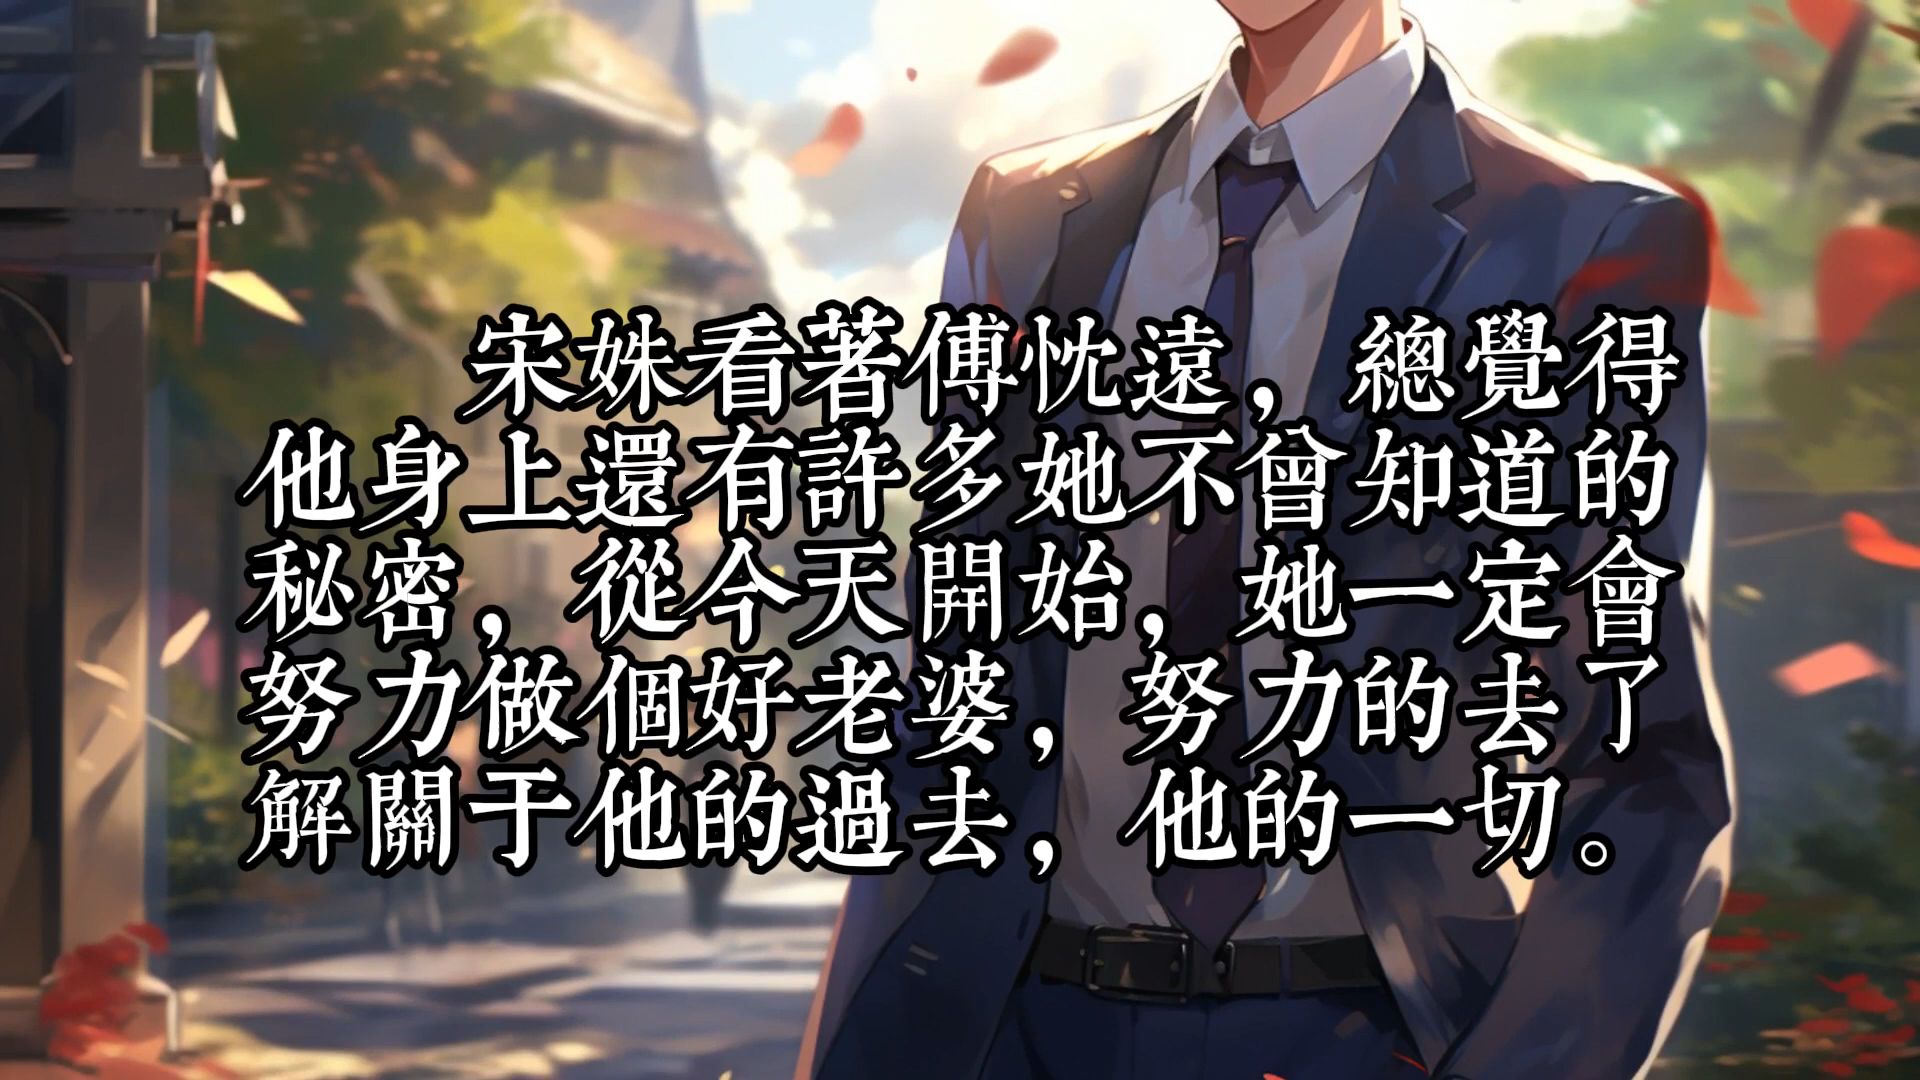 宋姝看著傅忱遠，總覺得
他身上還有許多她不曾知道的
秘密，從今天開始，她一定會
努力做個好老婆，努力的去了
解關于他的過去，他的一切。